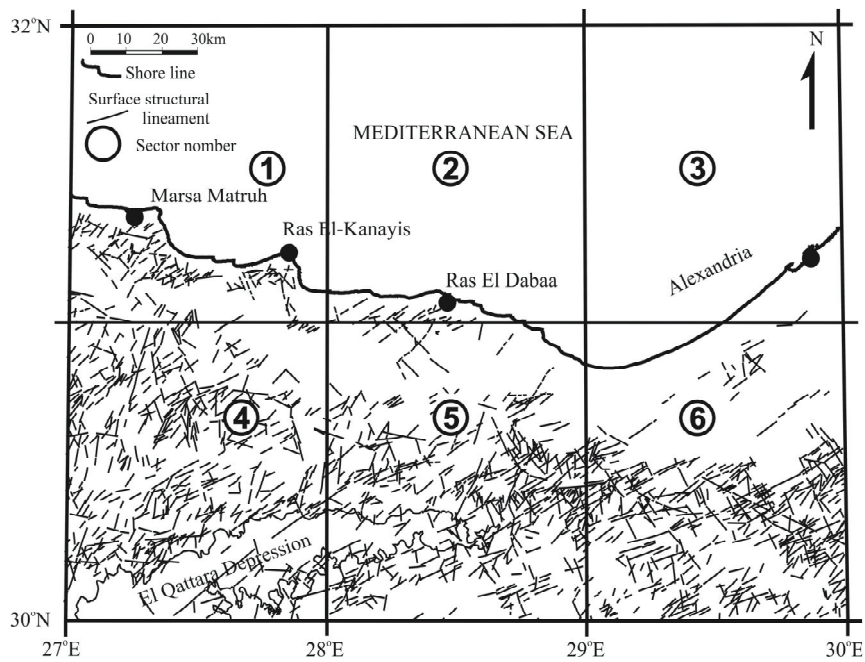 32°N
0 10 20 30km
Shore line
Surface structural
lineament
Sector nomber
N
MEDITERRANEAN SEA
1
2
3
Marsa Matruh
Ras El-Kanayis
Ras El Dabaa
Alexandria
4
5
6
El Qattara Depression
30°N
27°E
28°E
29°E
30°E